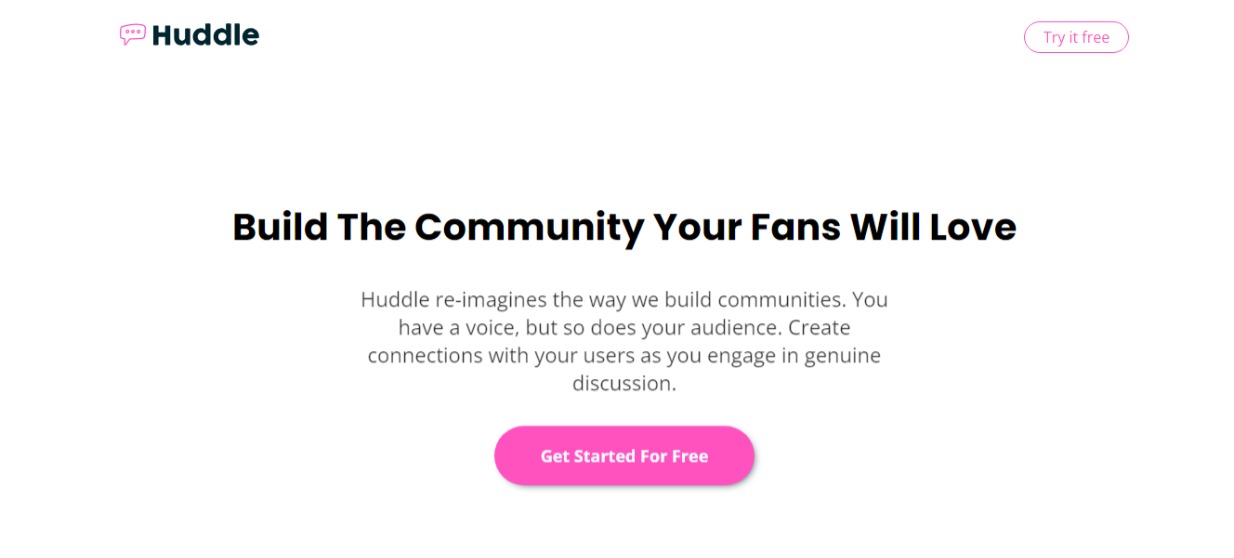 Huddle
Try it free
Build The Community Your Fans Will Love
Huddle re-imagines the way we build communities. You
have a voice, but so does your audience. Create
connections with your users as you engage in genuine
discussion.
Get Started For Free